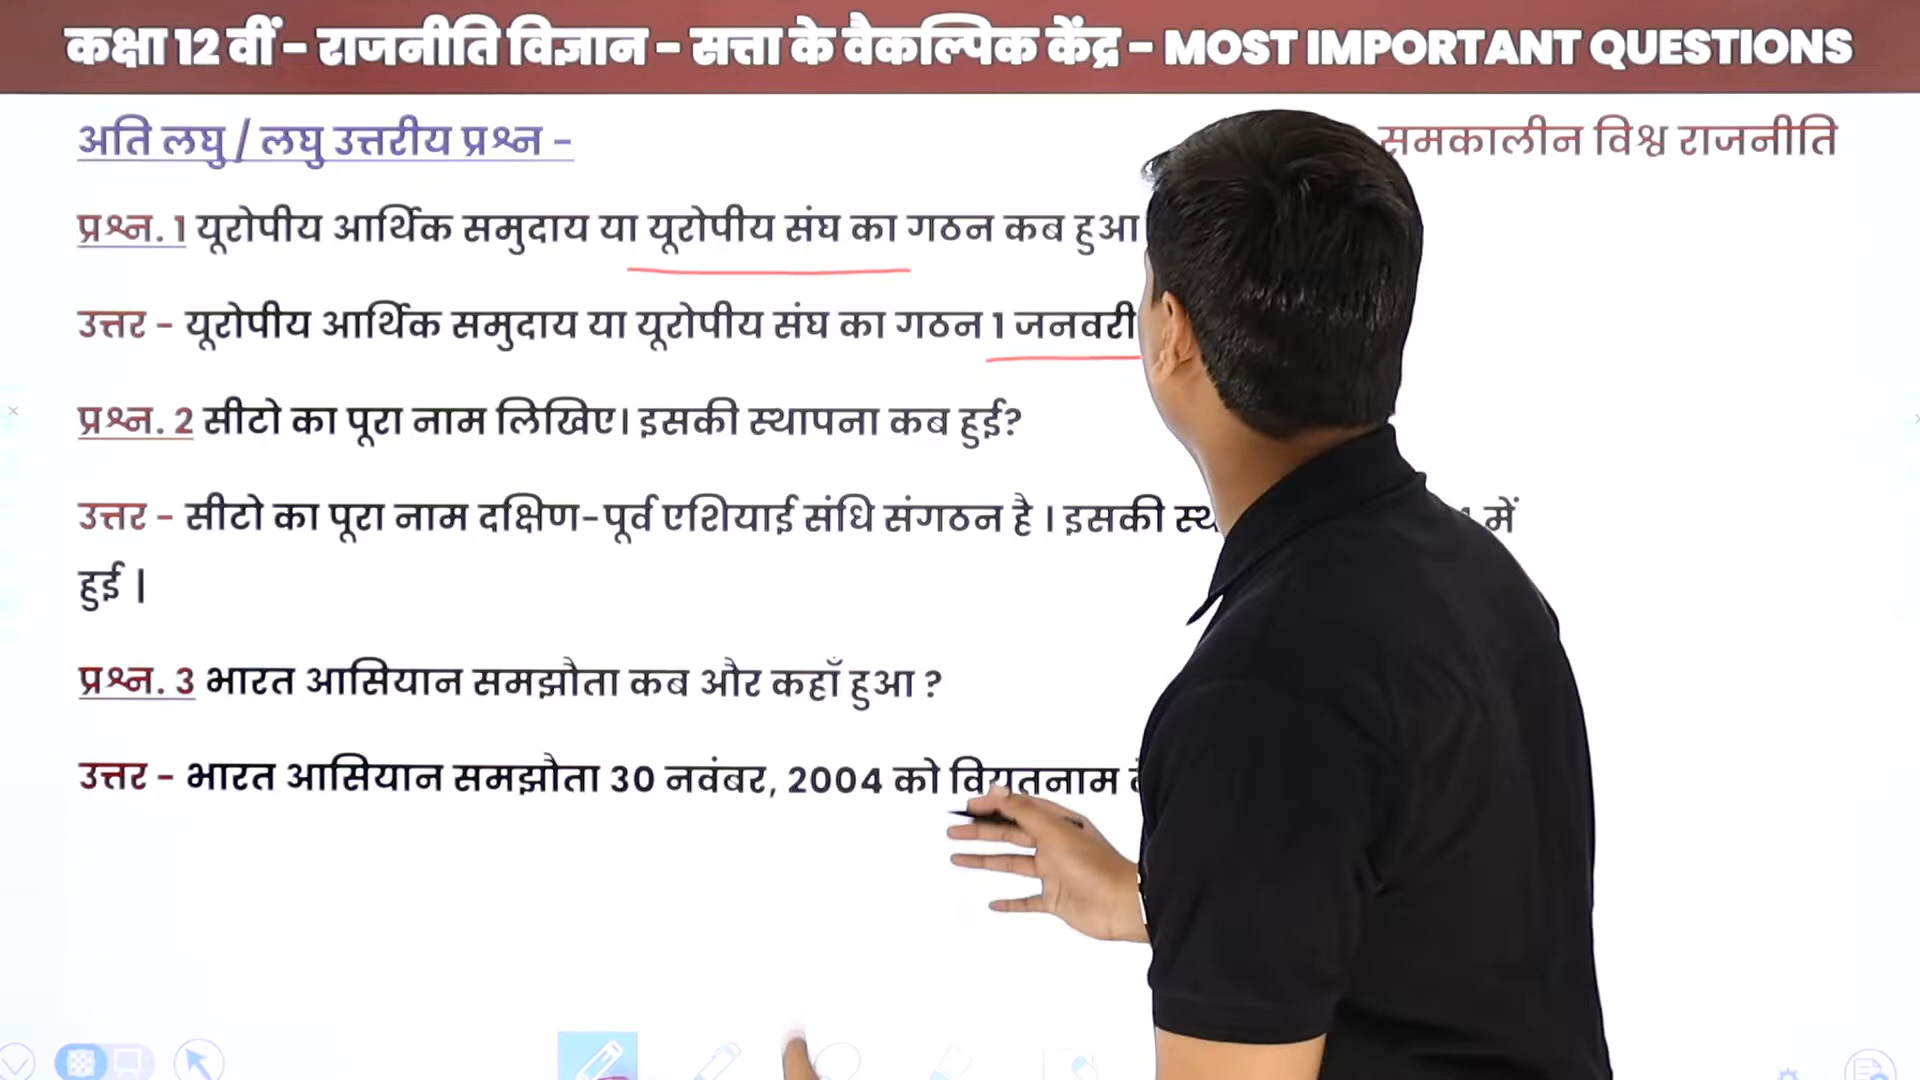 कक्षा 12 वीं - राजनीति विज्ञान - सत्ता के वैकल्पिक केंद्र - MOST IMPORTANT QUESTIONS
अति लघु / लघु उत्तरीय प्रश्न -
समकालीन विश्व राजनीति
प्रश्न. 1 यूरोपीय आर्थिक समुदाय या यूरोपीय संघ का गठन कब हुआ
उत्तर - यूरोपीय आर्थिक समुदाय या यूरोपीय संघ का गठन 1 जनवरी
प्रश्न. 2 सीटो का पूरा नाम लिखिए। इसकी स्थापना कब हुई?
उत्तर - सीटो का पूरा नाम दक्षिण-पूर्व एशियाई संधि संगठन है । इसकी में
हुई |
प्रश्न. 3 भारत आसियान समझौता कब और कहाँ हुआ ?
उत्तर - भारत आसियान समझौता 30 नवंबर, 2004 को वियतनाम